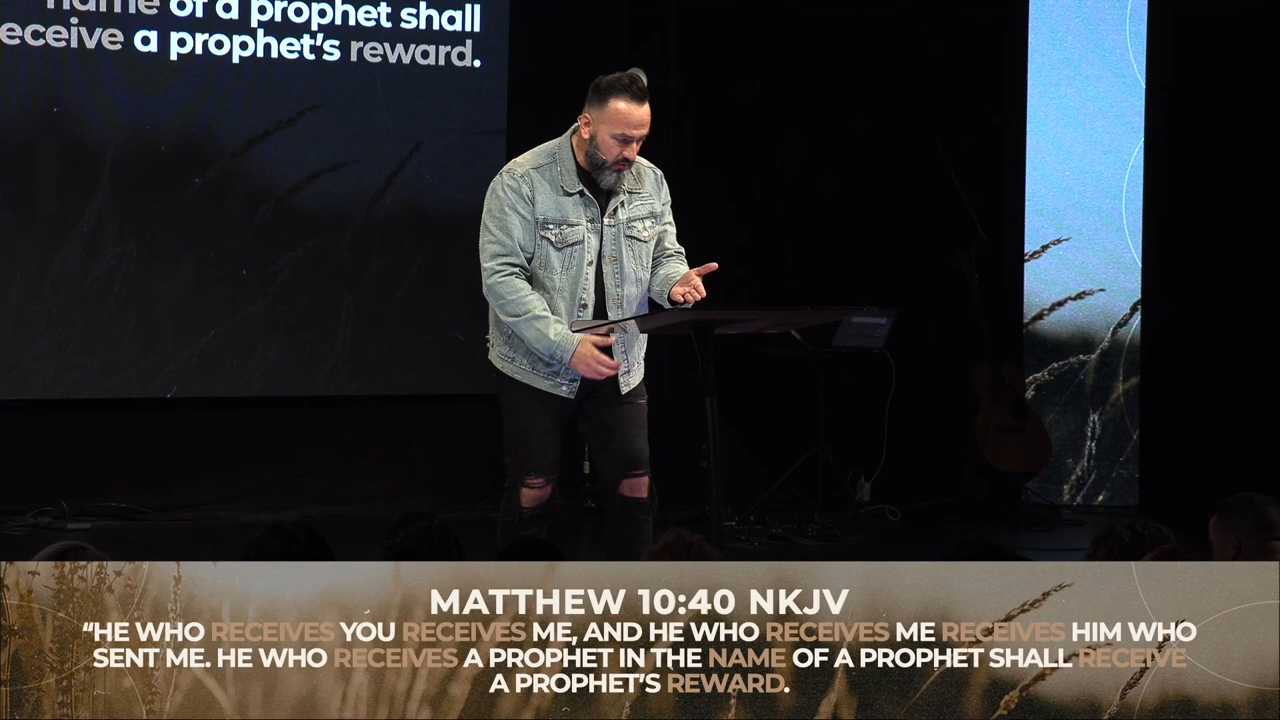 name of a prophet shall
eceive a prophet's reward.
MATTHEW 10:40 NKJV
“HE WHO RECEIVES YOU RECEIVES ME, AND HE WHO RECEIVES ME RECEIVES HIM WHO
SENT ME. HE WHO RECEIVES A PROPHET IN THE NAME OF A PROPHET SHALL RECEIVE
A PROPHET’S REWARD.